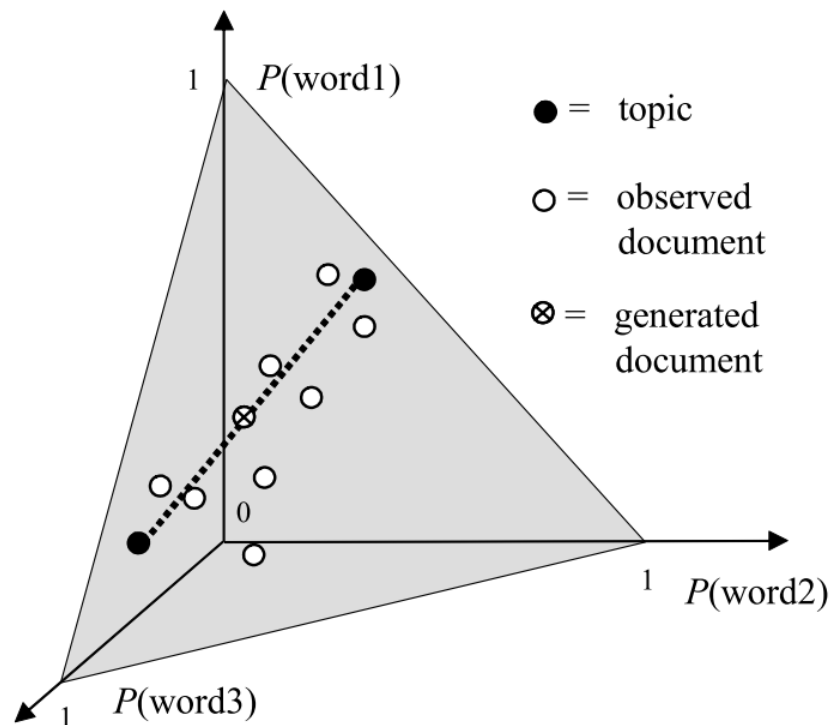 1 P(word1)
= topic
= observed
document
= generated
document
0
1
P(word2)
P(word3)
1